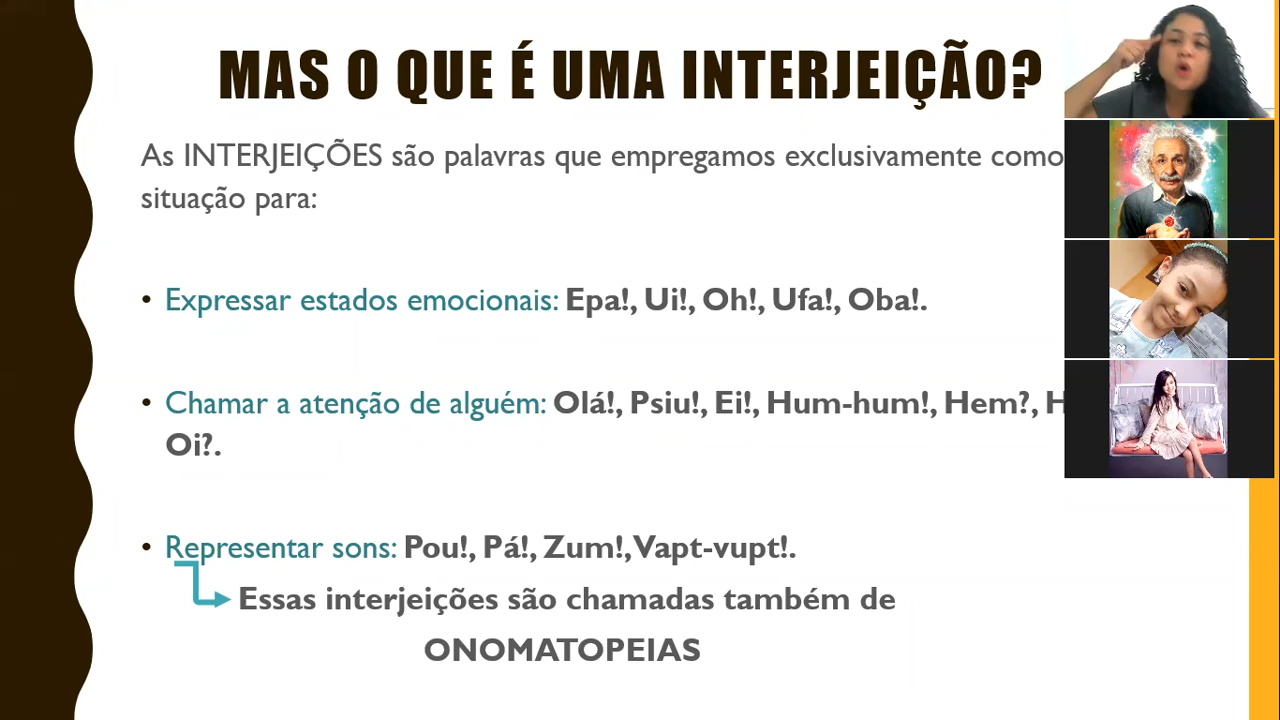 MAS O QUE É UMA INTERJEIÇÃO?
As INTERJEIÇÕES são palavras que empregamos exclusivamente como
situação para:
• Expressar estados emocionais: Epa!, Ui!, Oh!, Ufa!, Oba!.
• Chamar a atenção de alguém: Olá!, Psiu!, Ei!, Hum-hum!, Hem?,
Oi?.
• Representar sons: Pou!, Pá!, Zum!, Vapt-vupt!.
Essas interjeições são chamadas também de
ONOMATOPEIAS